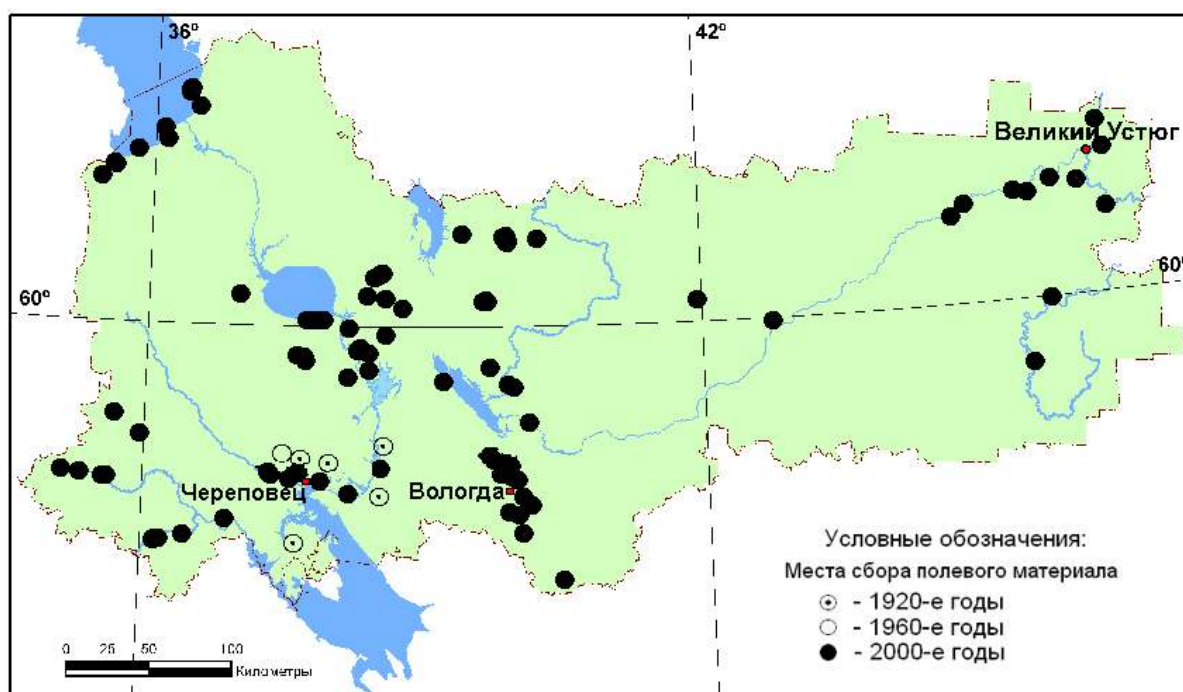 36°
42°
Великий Устюг
60°
60°
Череповец
Вологда
Условные обозначения:
Места сбора полевого материала
- 1920-е годы
- 1960-е годы
- 2000-е годы
0 25 50 100
Километры